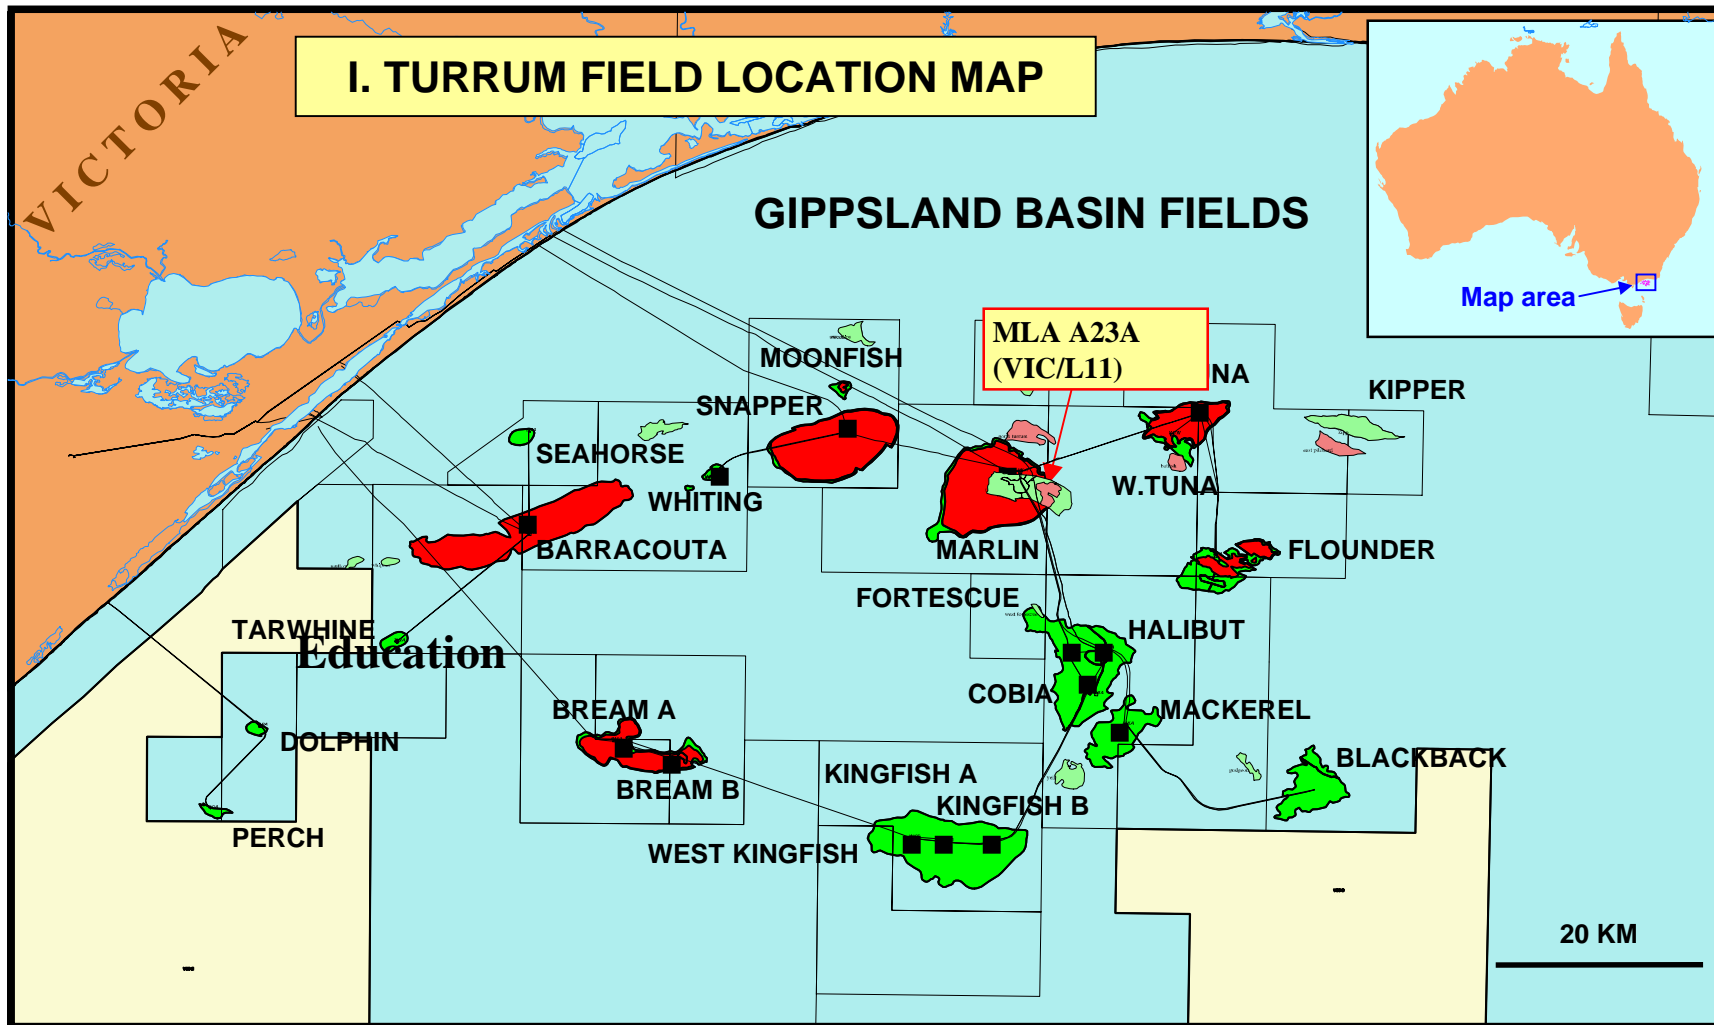 I. TURRUM FIELD LOCATION MAP
VICTORIA
GIPPSLAND BASIN FIELDS
Map area
MLA A23A
(VIC/L11)
MOONFISH
NA
KIPPER
SNAPPER
SEAHORSE
WHITING
W.TUNA
BARRACOUTA
MARLIN
FLOUNDER
FORTESCUE
TARWHINE
HALIBUT
Education
COBIA
BREAM A
MACKEREL
DOLPHIN
BLACKBACK
KINGFISH A
BREAM B
KINGFISH B
PERCH
WEST KINGFISH
20 KM